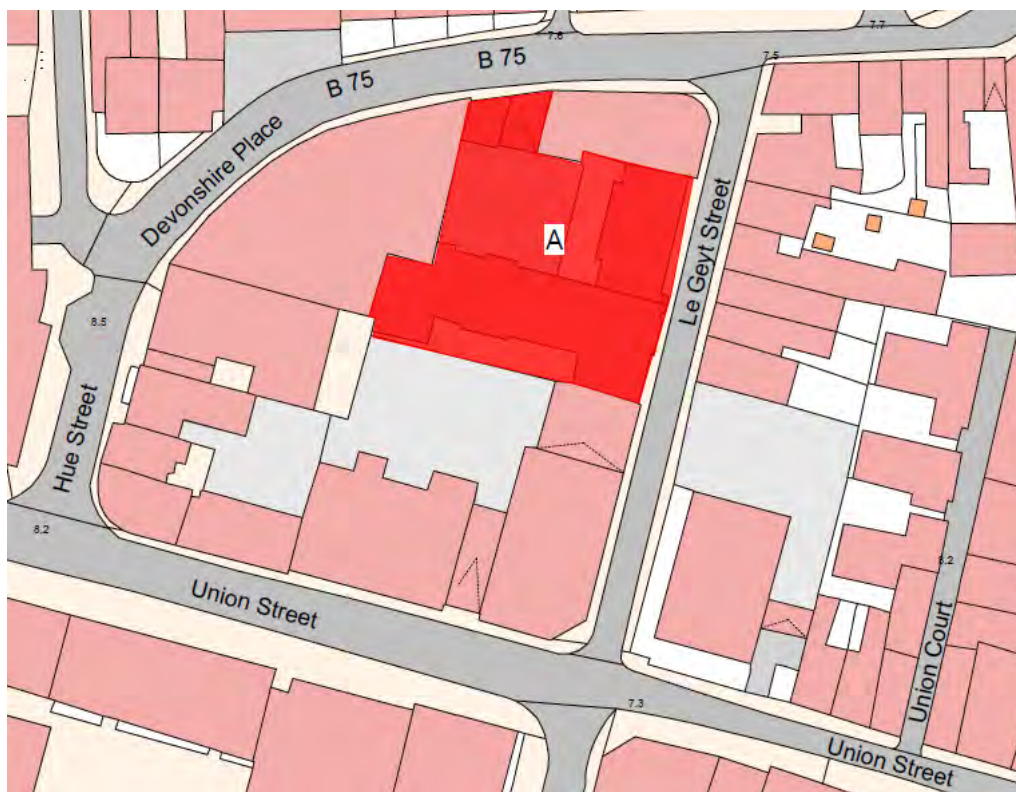 7.6
7.7
B 75
B 75
7.5
Devonshire Place
A
Le Geyt Street
8.5
Hue Street
8.2
8.2
Union Street
Union Court
7.3
Union Street